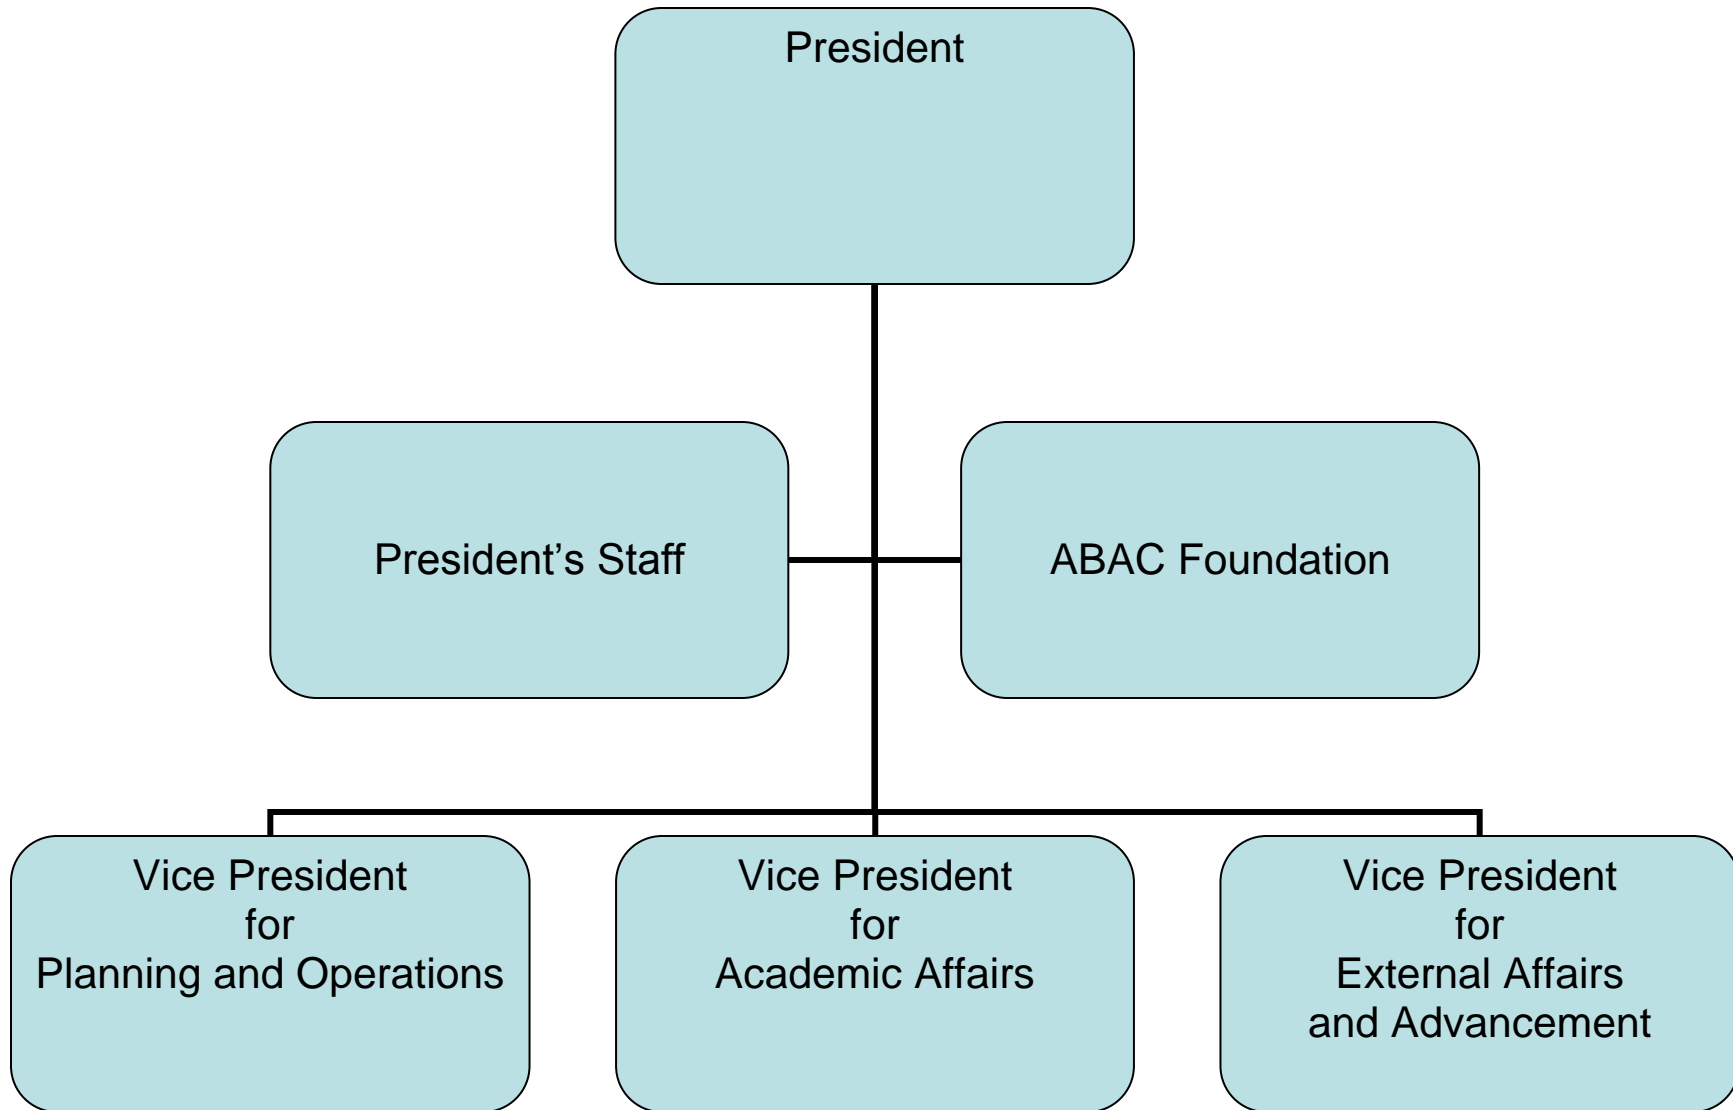 President
President’s Staff
ABAC Foundation
Vice President
for
Planning and Operations
Vice President
for
Academic Affairs
Vice President
for
External Affairs
and Advancement